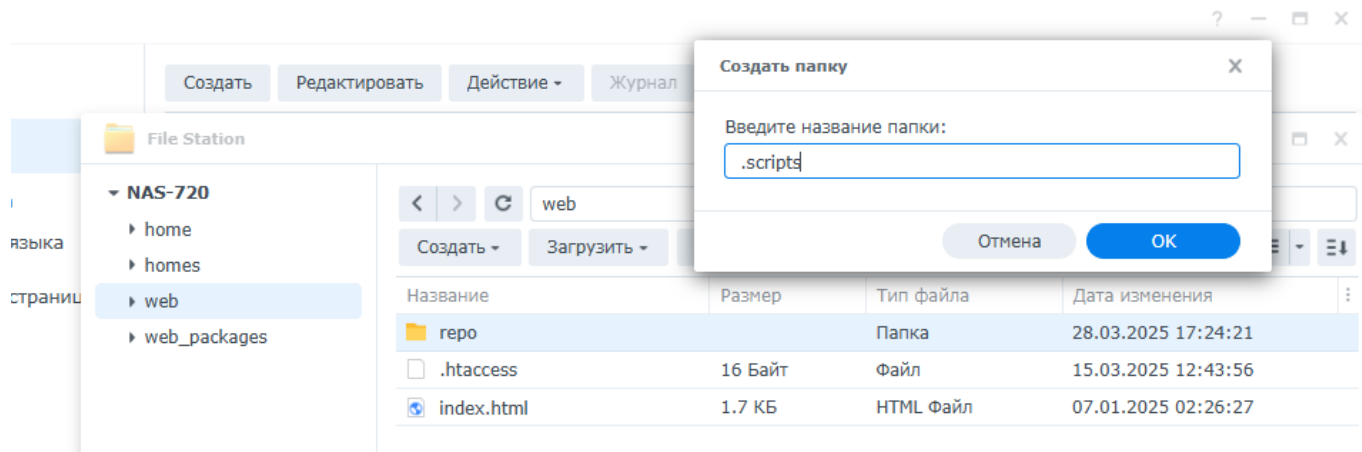 ?
Создать Редактировать Действие Журнал
Создать папку
Введите название папки:
.scripts
Отмена OK
File Station
NAS-720
home
homes
web
web_packages
языка
страниц
web
Создать Загрузить
Название Размер Тип файла Дата изменения
repo Папка 28.03.2025 17:24:21
.htaccess 16 Байт Файл 15.03.2025 12:43:56
index.html 1.7 КБ HTML Файл 07.01.2025 02:26:27